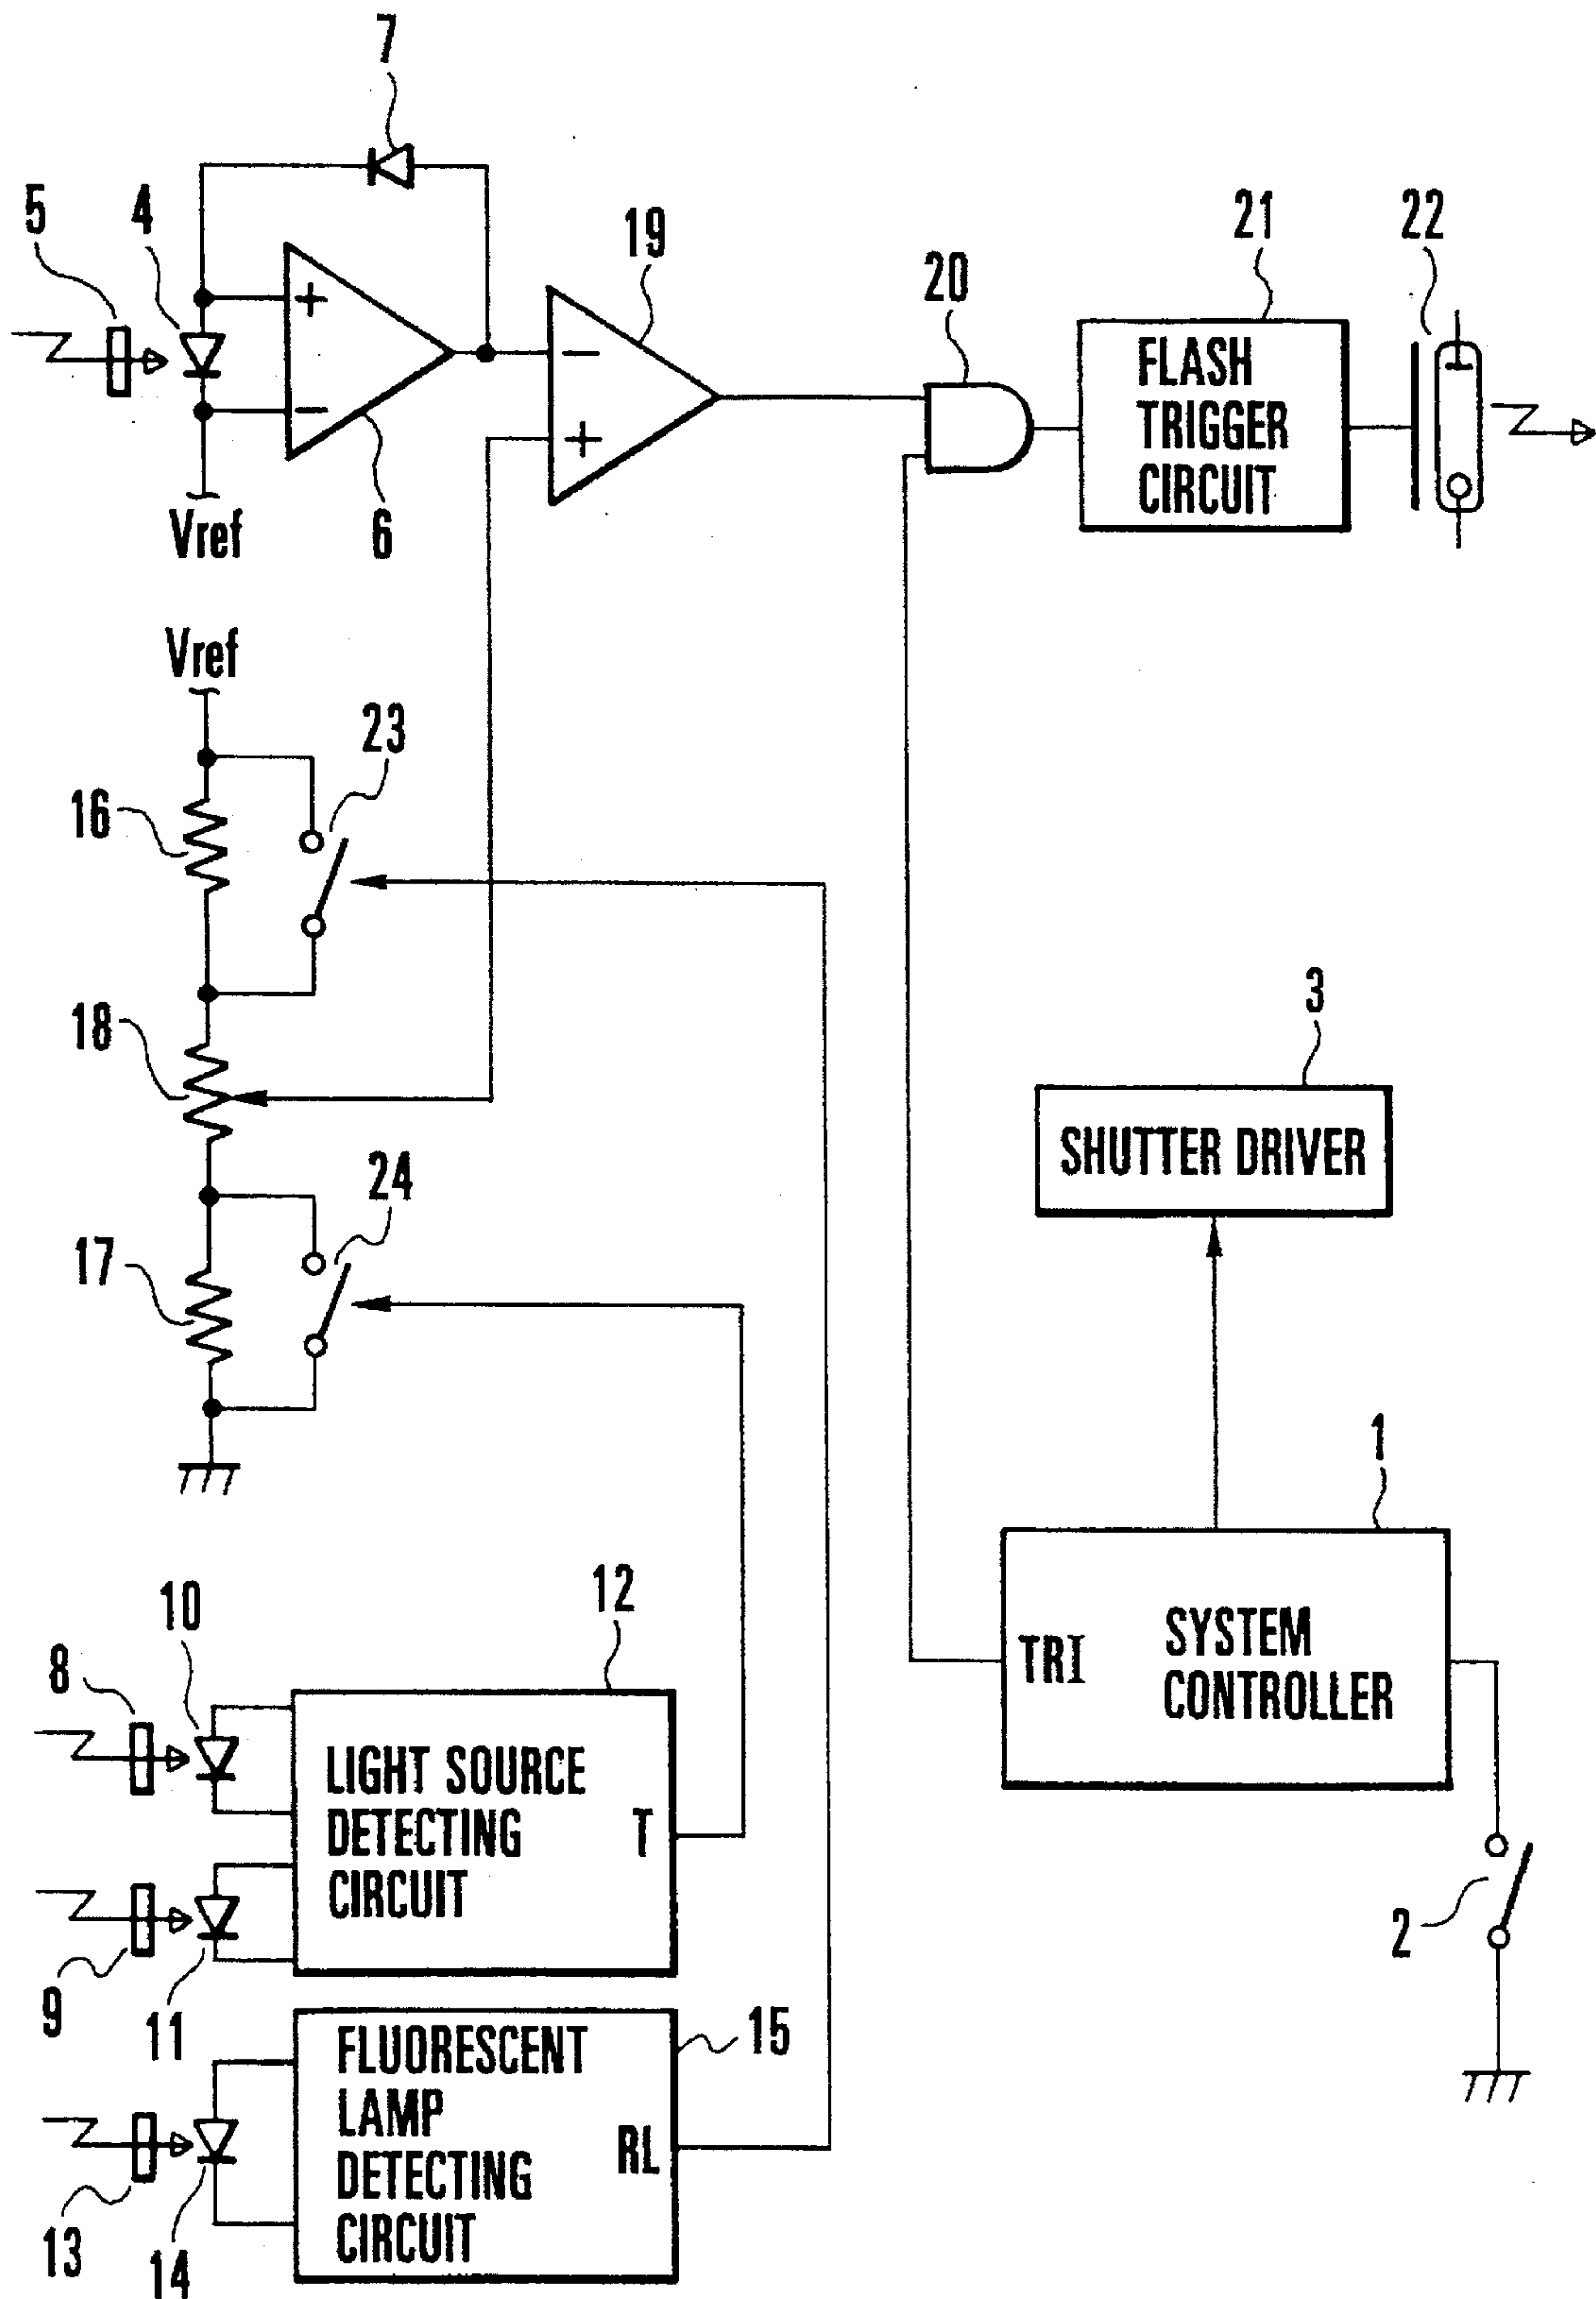 7
5
4
19
21
22
20
+
−
−
+
FLASH
TRIGGER
CIRCUIT
Vref
6
Vref
23
16
18
3
SHUTTER DRIVER
24
17
1
TRI
SYSTEM
CONTROLLER
2
10
12
8
LIGHT SOURCE
DETECTING
CIRCUIT
T
9
11
15
FLUORESCENT
LAMP
DETECTING
CIRCUIT
RL
13
14